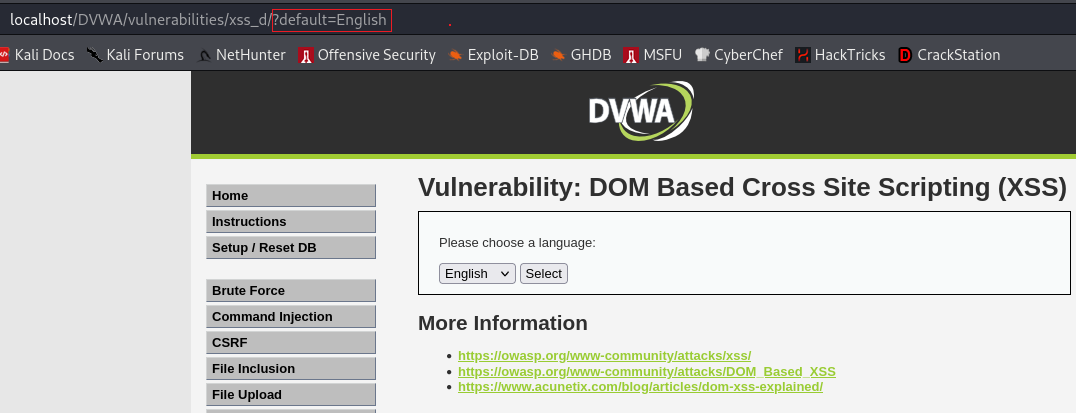 localhost/DVWA/vulnerabilities/xss_d/?default=English
Kali Docs Kali Forums NetHunter Offensive Security Exploit-DB GHDB MSFU CyberChef HackTricks CrackStation
DVWA
Home
Instructions
Setup / Reset DB
Brute Force
Command Injection
CSRF
File Inclusion
File Upload
Vulnerability: DOM Based Cross Site Scripting (XSS)
Please choose a language:
English Select
More Information
https://owasp.org/www-community/attacks/xss/
https://owasp.org/www-community/attacks/DOM_Based_XSS
https://www.acunetix.com/blog/articles/dom-xss-explained/